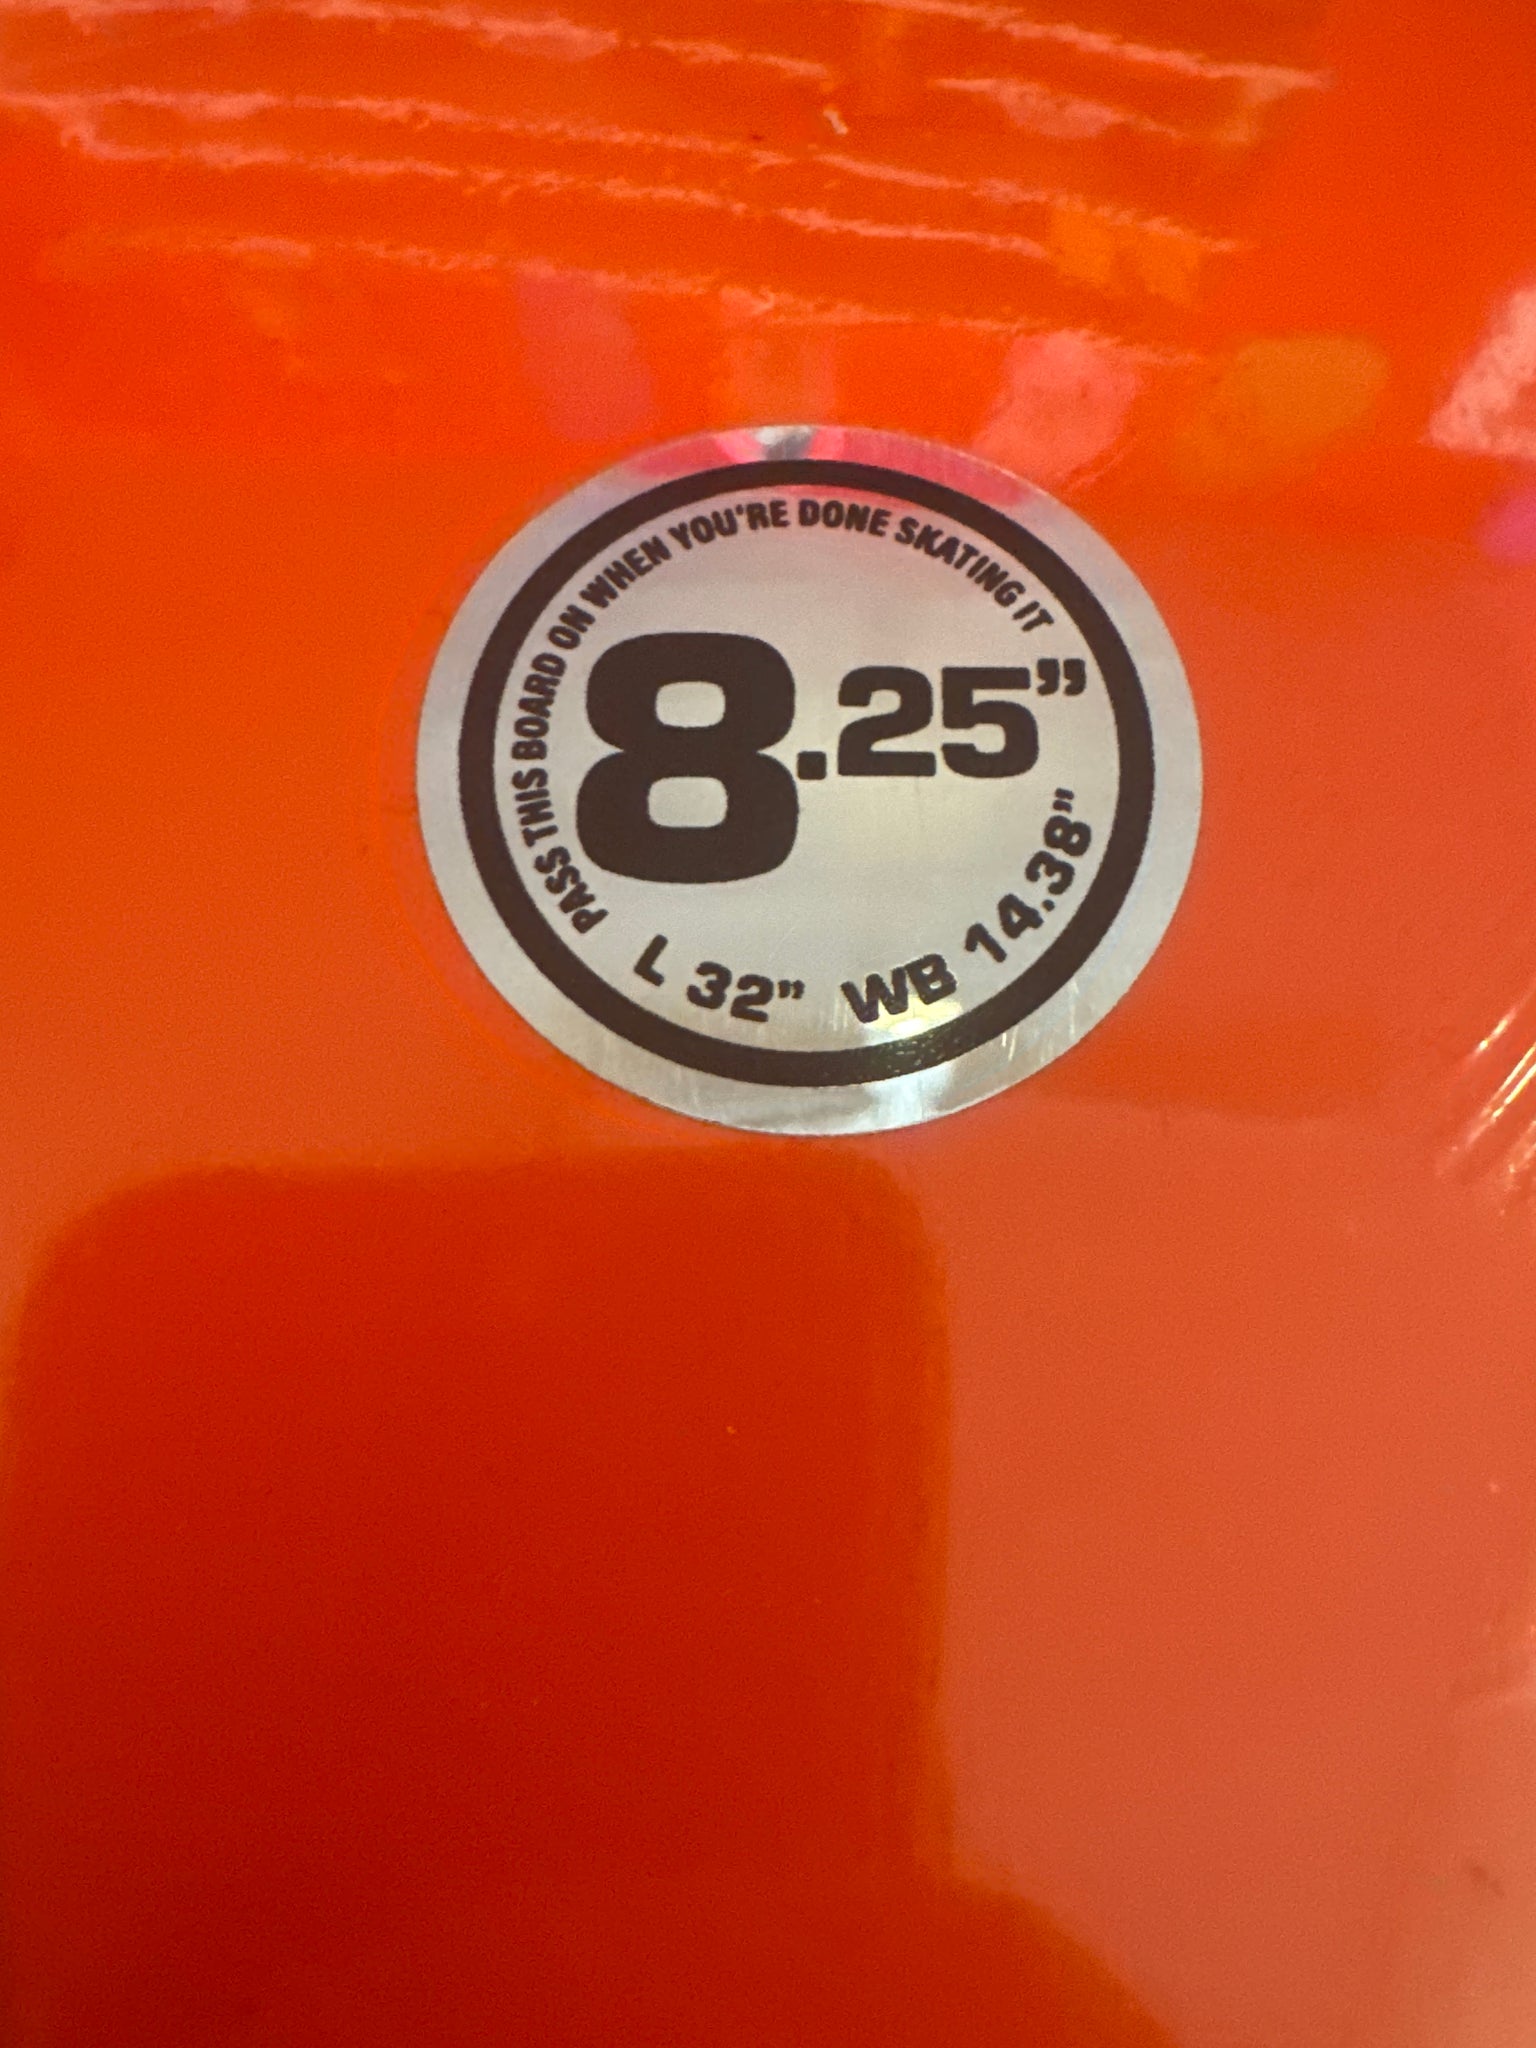 PASS THIS BOARD ON WHEN YOU'RE DONE SKATING IT
8.25”
L 32” WB 14.38”